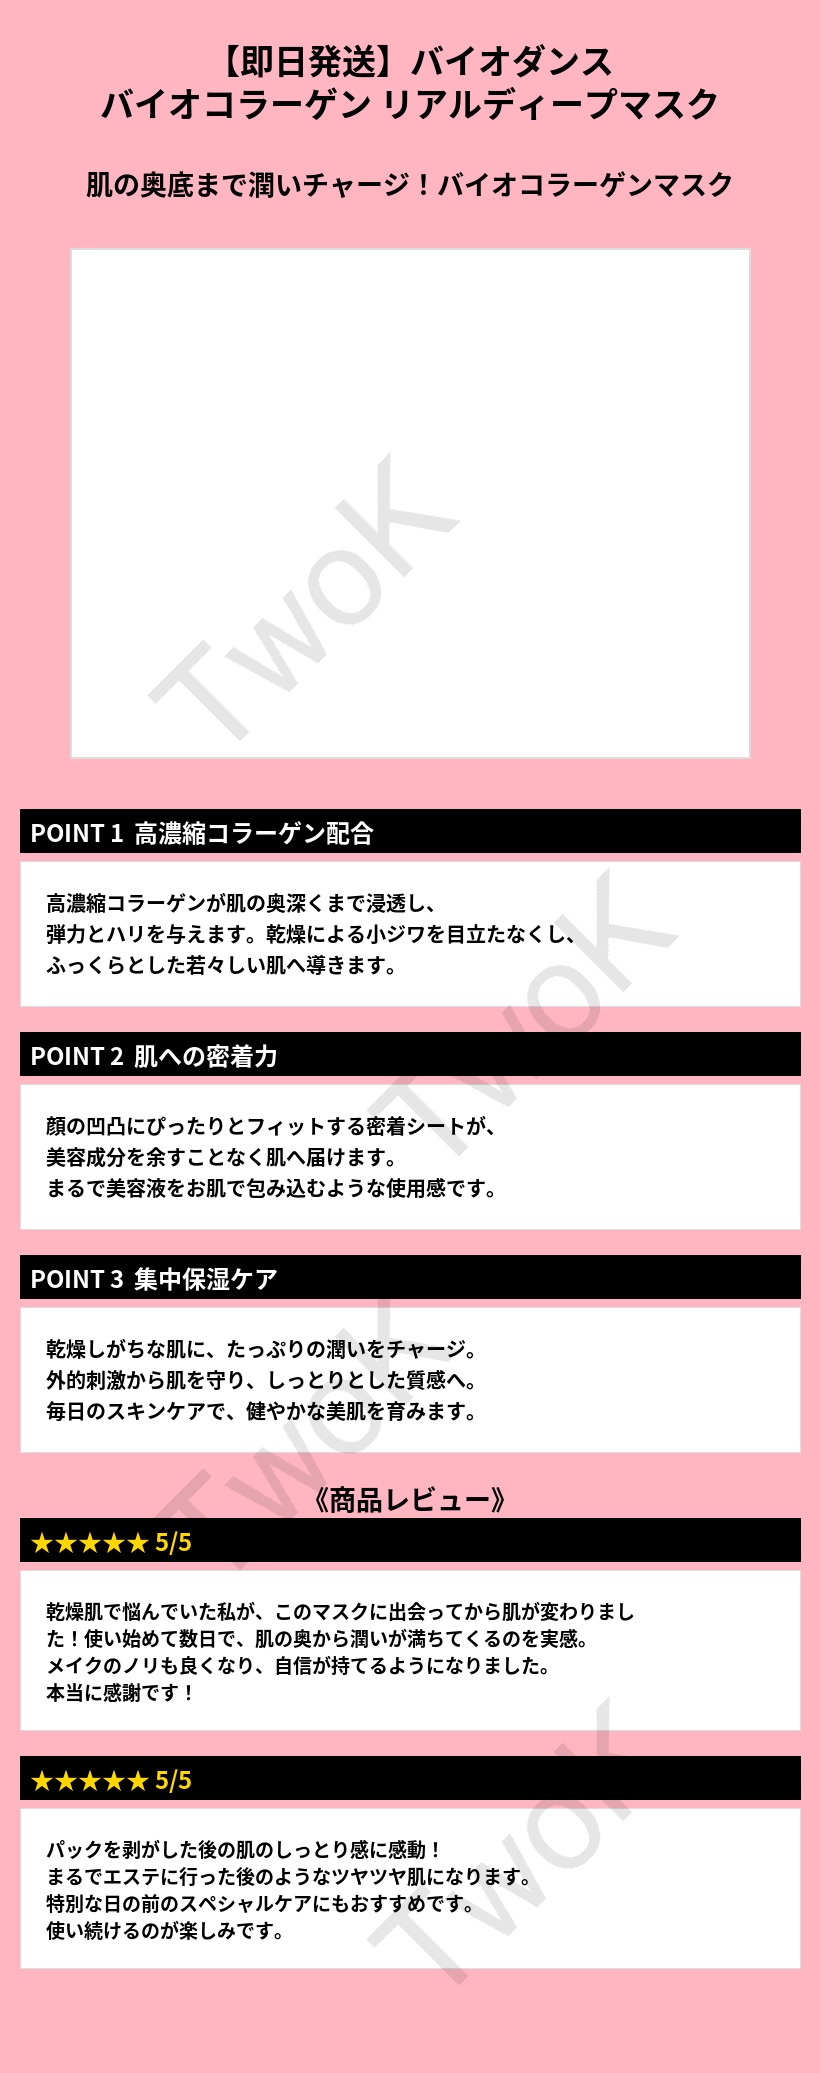 【即日発送】バイオダンス
バイオコラーゲン リアルディープマスク
肌の奥底まで潤いチャージ！バイオコラーゲンマスク
TwoK
POINT 1 高濃縮コラーゲン配合
高濃縮コラーゲンが肌の奥深くまで浸透し、
弾力とハリを与えます。乾燥による小ジワを目立たなくし、
ふっくらとした若々しい肌へ導きます。
TwoK
POINT 2 肌への密着力
顔の凹凸にぴったりとフィットする密着シートが、
美容成分を余すことなく肌へ届けます。
まるで美容液をお肌で包み込むような使用感です。
POINT 3 集中保湿ケア
乾燥しがちな肌に、たっぷりの潤いをチャージ。
外的刺激から肌を守り、しっとりとした質感へ。
毎日のスキンケアで、健やかな美肌を育みます。
TwoK
《商品レビュー》
★★★★★ 5/5
乾燥肌で悩んでいた私が、このマスクに出会ってから肌が変わりまし
た！使い始めて数日で、肌の奥から潤いが満ちてくるのを実感。
メイクのノリも良くなり、自信が持てるようになりました。
本当に感謝です！
★★★★★ 5/5
パックを剥がした後の肌のしっとり感に感動！
まるでエステに行った後のようなツヤツヤ肌になります。
特別な日の前のスペシャルケアにもおすすめです。
使い続けるのが楽しみです。
TwoK